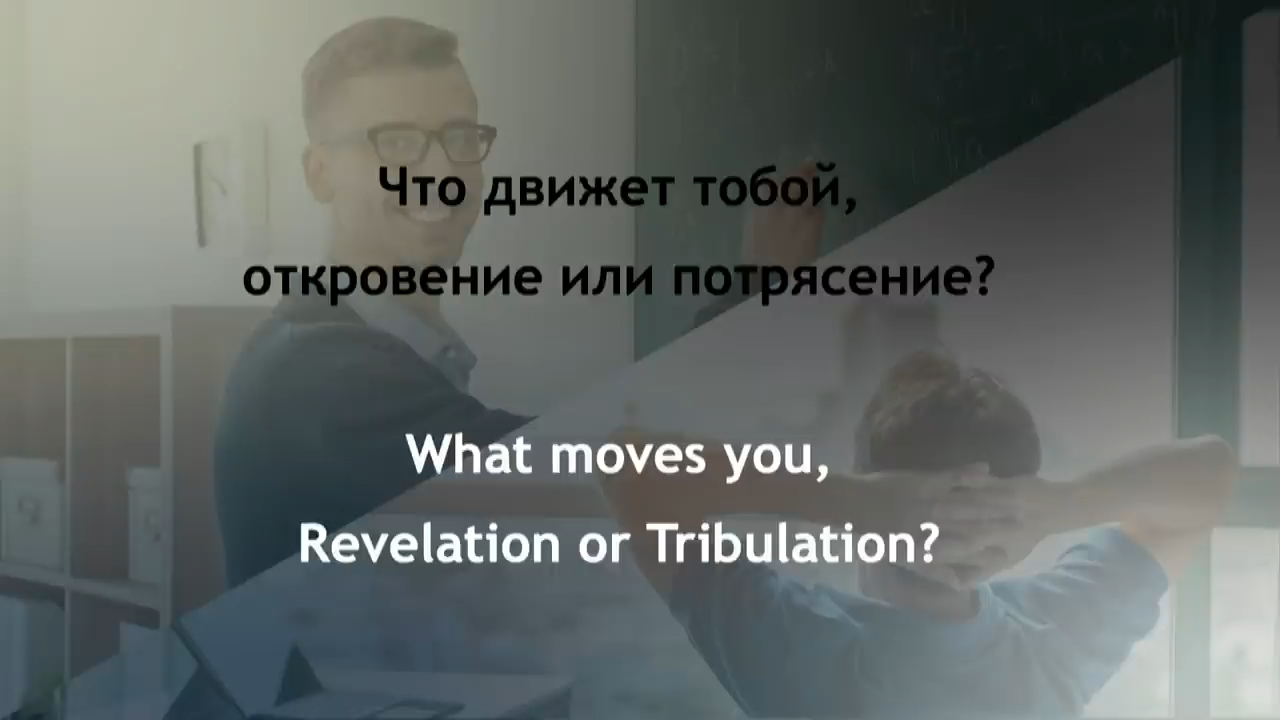 Что движет тобой,
откровение или потрясение?
What moves you,
Revelation or Tribulation?